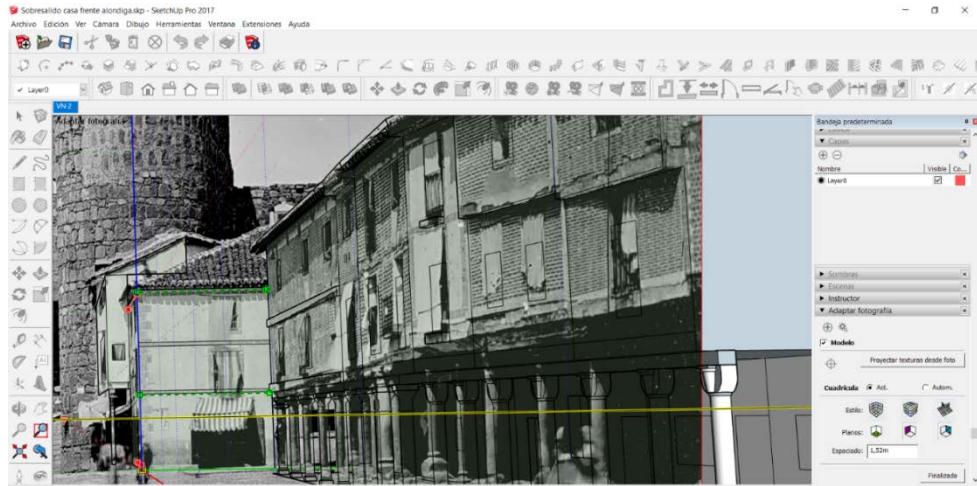 Sobresalido casa frente alondiga.skp - SketchUp Pro 2017
Archivo Edición Ver Cámara Dibujo Herramientas Ventana Extensiones Ayuda
Layer0
VN-2
Adaptar fotografía
Bandeja predeterminada
Capas
Nombre Visible Co...
Layer0
Sombras
Escenas
Instructor
Adaptar fotografía
Modelo
Proyectar texturas desde foto
Cuadrícula Act. Autom.
Estilo:
Planos:
Espaciado: 1,52m
Finalizada